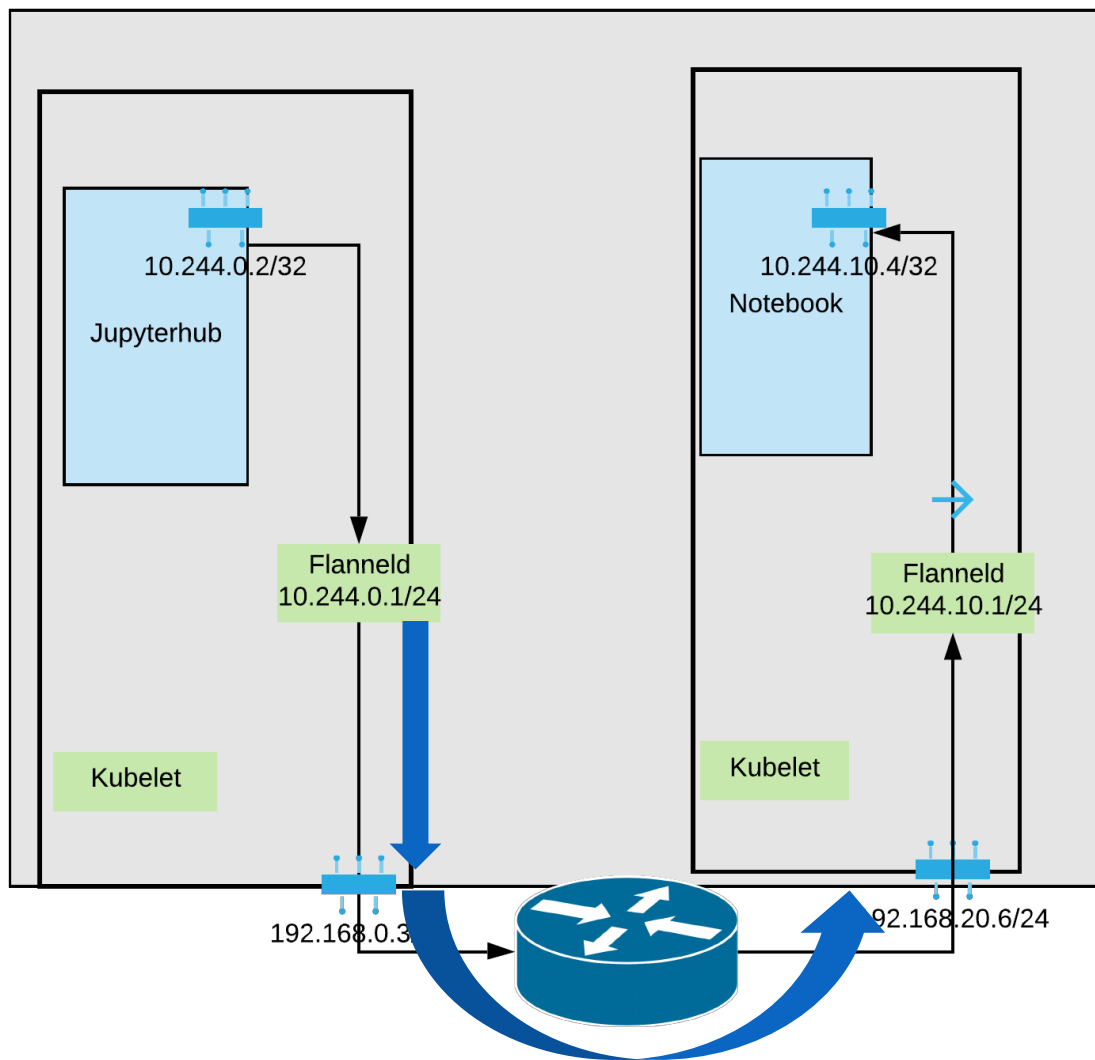 10.244.0.2/32
Jupyterhub
Flanneld
10.244.0.1/24
Kubelet
192.168.0.3
10.244.10.4/32
Notebook
Flanneld
10.244.10.1/24
Kubelet
92.168.20.6/24